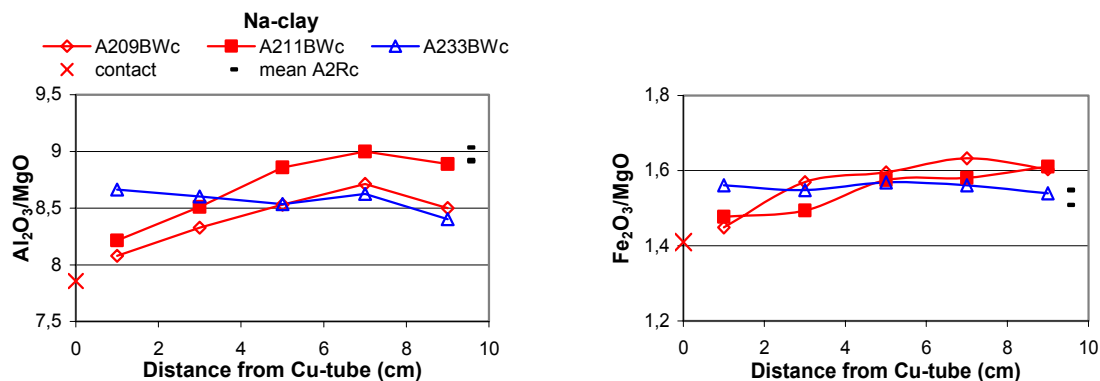 Na-clay
A209BWc A211BWc A233BWc
contact mean A2Rc
9,5
9
8,5
8
7,5
Al₂O₃/MgO
0 2 4 6 8 10
Distance from Cu-tube (cm)
1,8
1,6
1,4
1,2
Fe₂O₃/MgO
0 2 4 6 8 10
Distance from Cu-tube (cm)